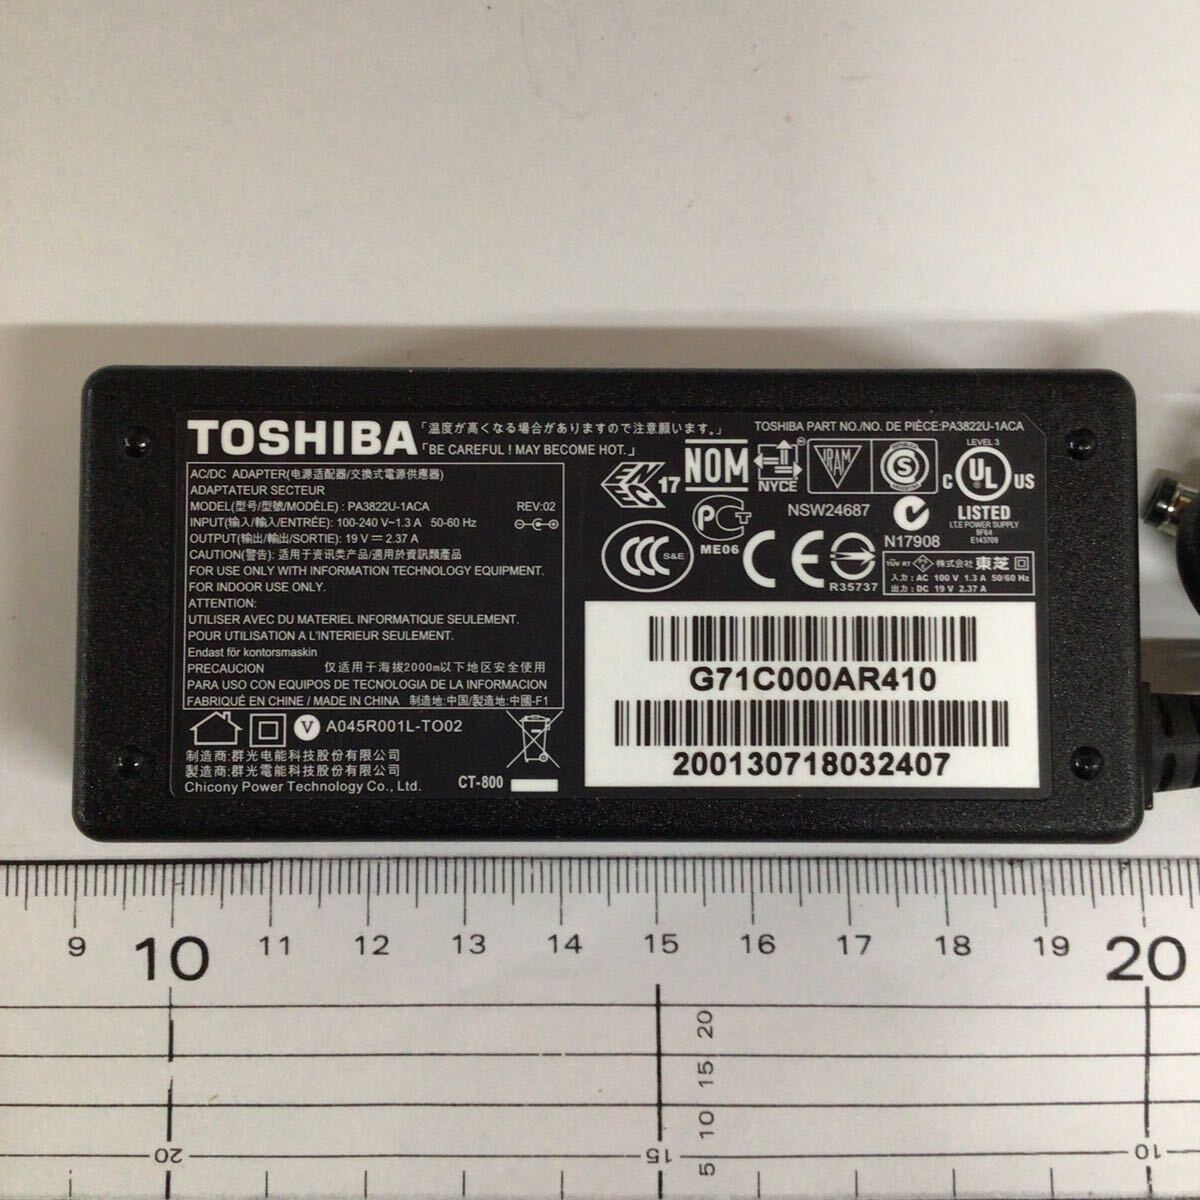 TOSHIBA
「温度が高くなる場合がありますので注意願います。」
「BE CAREFUL ! MAY BECOME HOT.」
TOSHIBA PART NO./NO. DE PIÈCE:PA3822U-1ACA
AC/DC ADAPTER(电源适配器/交換式電源供應器)
ADAPTATEUR SECTEUR
MODEL(型号/型號/MODÈLE) : PA3822U-1ACA REV:02
INPUT(输入/輸入/ENTRÉE): 100-240 V~1.3 A 50-60 Hz
OUTPUT(输出/輸出/SORTIE): 19 V⎓ 2.37 A
CAUTION(警告): 适用于资讯类产品/適用於資訊類產品
FOR USE ONLY WITH INFORMATION TECHNOLOGY EQUIPMENT.
FOR INDOOR USE ONLY.
ATTENTION:
UTILISER AVEC DU MATERIEL INFORMATIQUE SEULEMENT.
POUR UTILISATION A L'INTERIEUR SEULEMENT.
Endast för kontorsmaskin
PRECAUCION 仅适用于海拔2000m以下地区安全使用
PARA USO CON EQUIPOS DE TECNOLOGIA DE LA INFORMACION
FABRIQUÉ EN CHINE / MADE IN CHINA 制造地:中国/製造地:中國-F1
V A045R001L-TO02
制造商:群光电能科技股份有限公司
製造商:群光電能科技股份有限公司
Chicony Power Technology Co., Ltd.
CT-800
17
NOM
NYCE
VRAM
S
LEVEL 3
C UL US
LISTED
I.T.E POWER SUPPLY
9F64
E143709
NSW24687
N17908
CCC S&E
ME06
CE
R35737
TÜV RT 株式会社 東芝
入力 : AC 100 V 1.3 A 50/60 Hz
出力 : DC 19 V 2.37 A
G71C000AR410
200130718032407
9 10 11 12 13 14 15 16 17 18 19 20
20
15
10
5
20 15 10